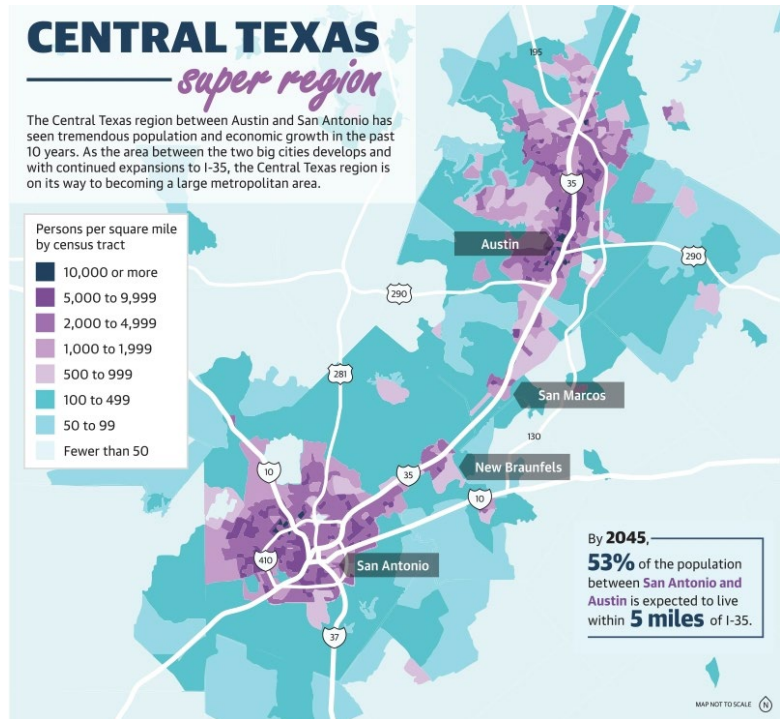 CENTRAL TEXAS
super region
The Central Texas region between Austin and San Antonio has
seen tremendous population and economic growth in the past
10 years. As the area between the two big cities develops and
with continued expansions to I-35, the Central Texas region is
on its way to becoming a large metropolitan area.
Persons per square mile
by census tract
10,000 or more
5,000 to 9,999
2,000 to 4,999
1,000 to 1,999
500 to 999
100 to 499
50 to 99
Fewer than 50
195
35
Austin
290
290
281
San Marcos
130
New Braunfels
35
10
10
410
San Antonio
37
By 2045,
53% of the population
between San Antonio and
Austin is expected to live
within 5 miles of I-35.
MAP NOT TO SCALE
N